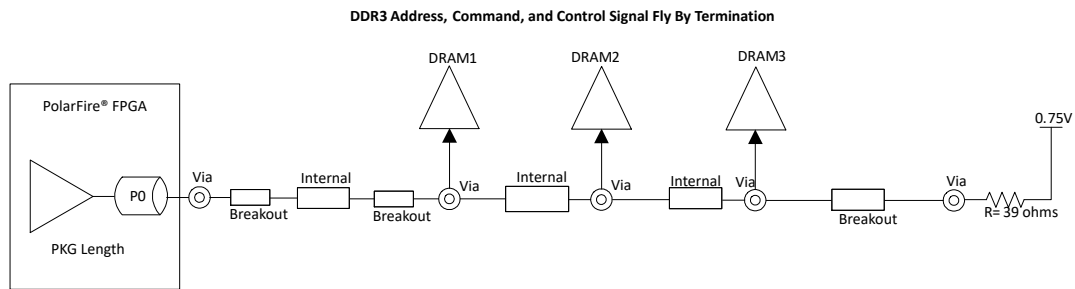 DDR3 Address, Command, and Control Signal Fly By Termination
DRAM1
DRAM2
DRAM3
PolarFire® FPGA
0.75V
P0
Via
Internal
Breakout
Breakout
Via
Internal
Via
Internal
Via
Breakout
Via
R= 39 ohms
PKG Length